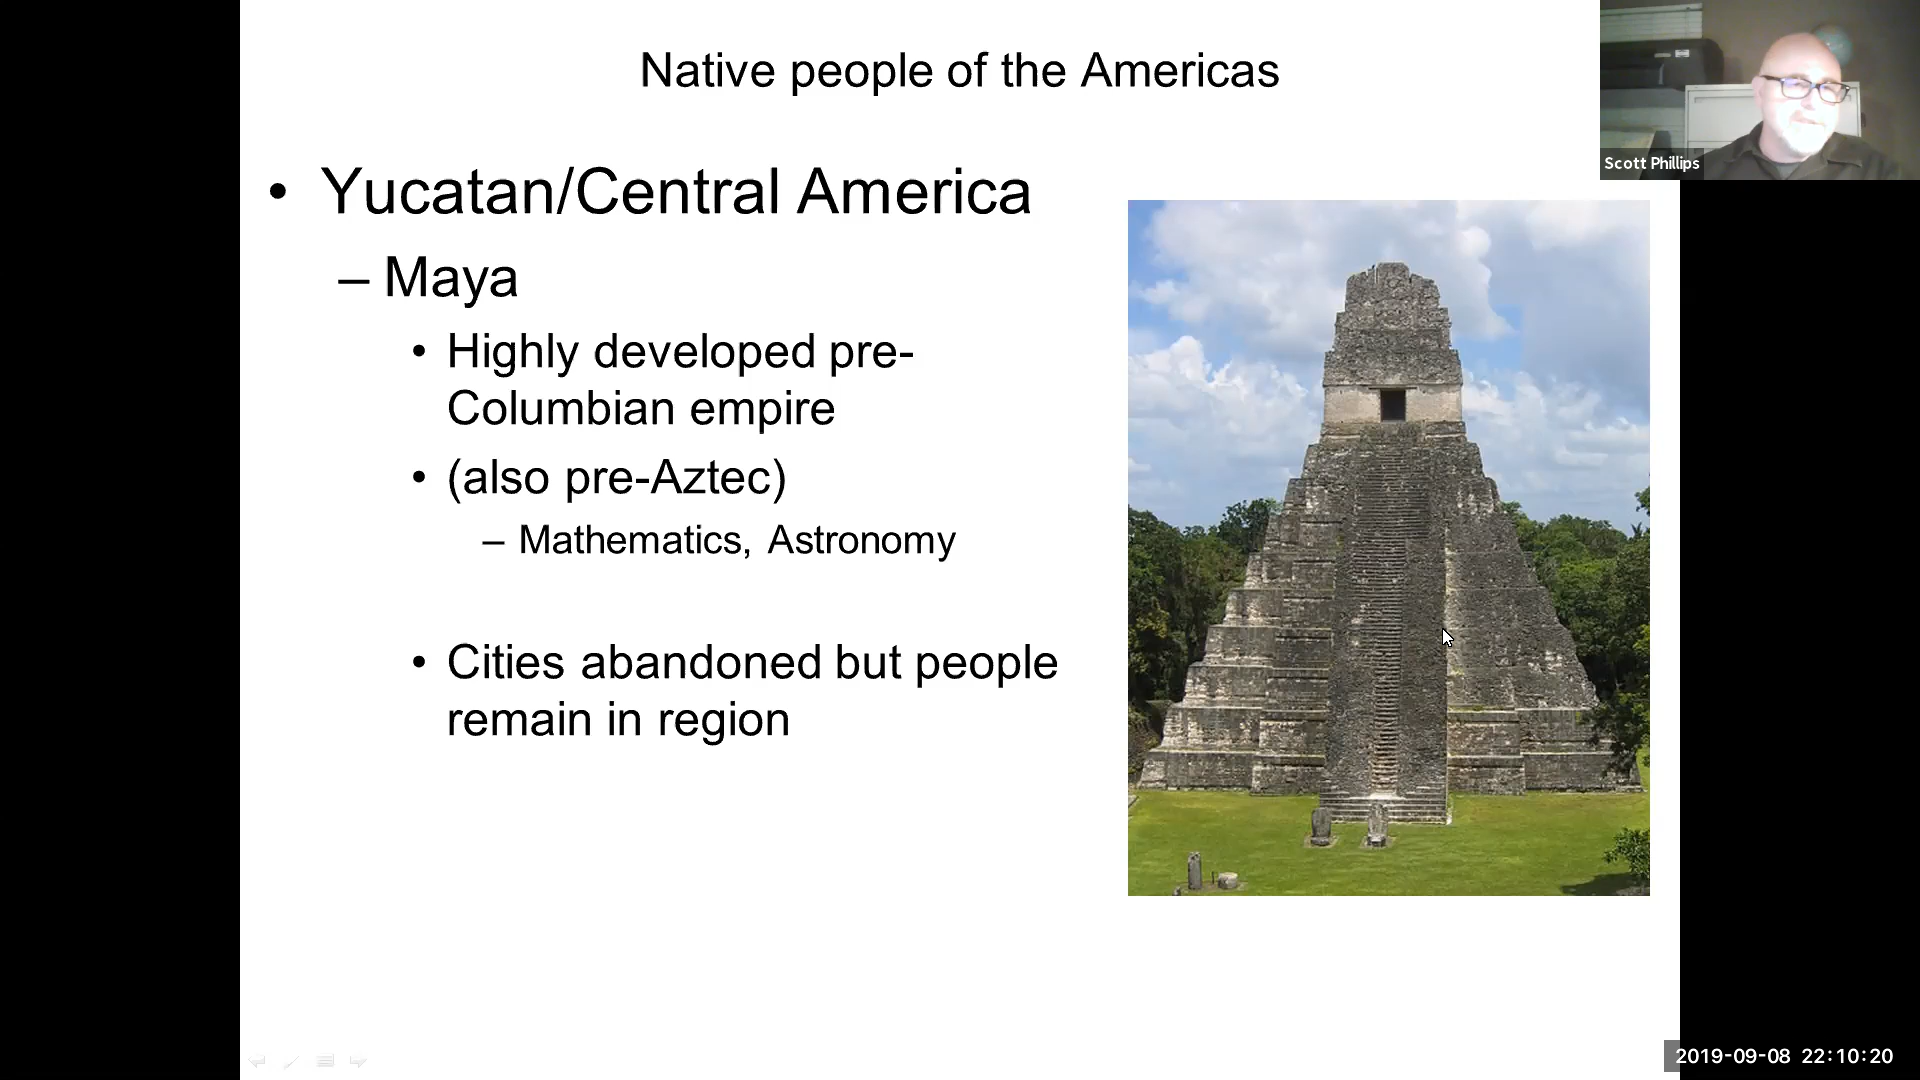 Native people of the Americas
Scott Phillips
• Yucatan/Central America
– Maya
• Highly developed pre-
Columbian empire
• (also pre-Aztec)
– Mathematics, Astronomy
• Cities abandoned but people
remain in region
2019-09-08 22:10:20